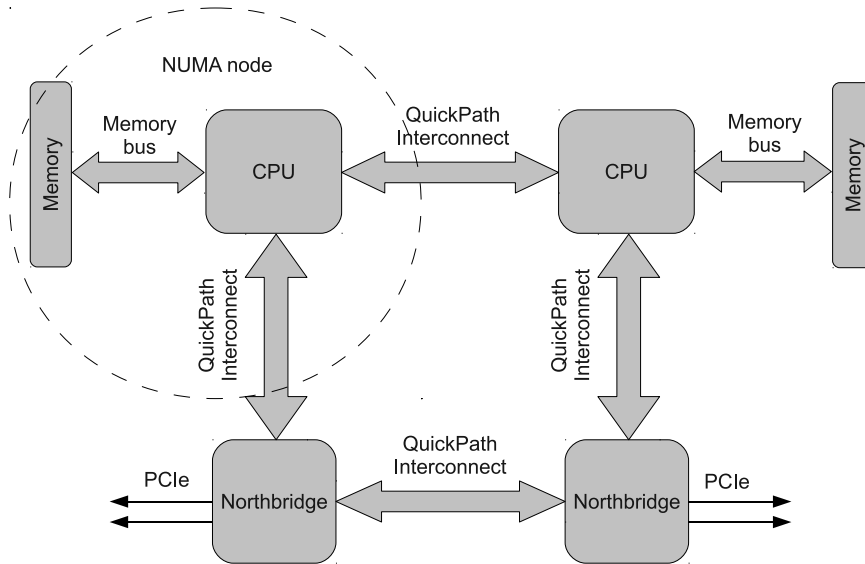 NUMA node
QuickPath
Interconnect
Memory
bus
Memory
bus
Memory
CPU
CPU
Memory
QuickPath
Interconnect
QuickPath
Interconnect
QuickPath
Interconnect
PCIe
Northbridge
Northbridge
PCIe